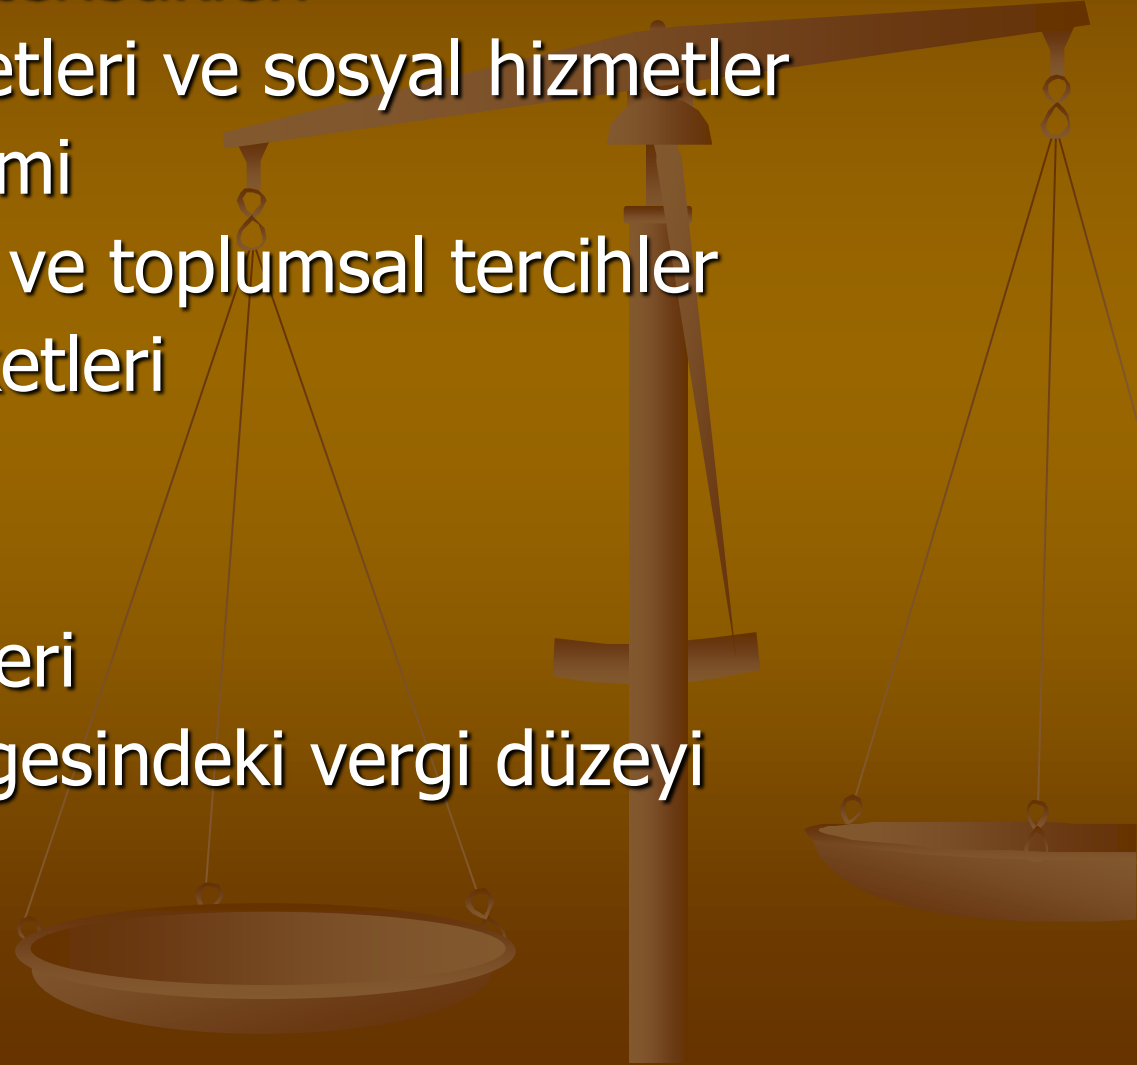 etleri ve sosyal hizmetler
mi
ve toplumsal tercihler
etleri
eri
gesindeki vergi düzeyi